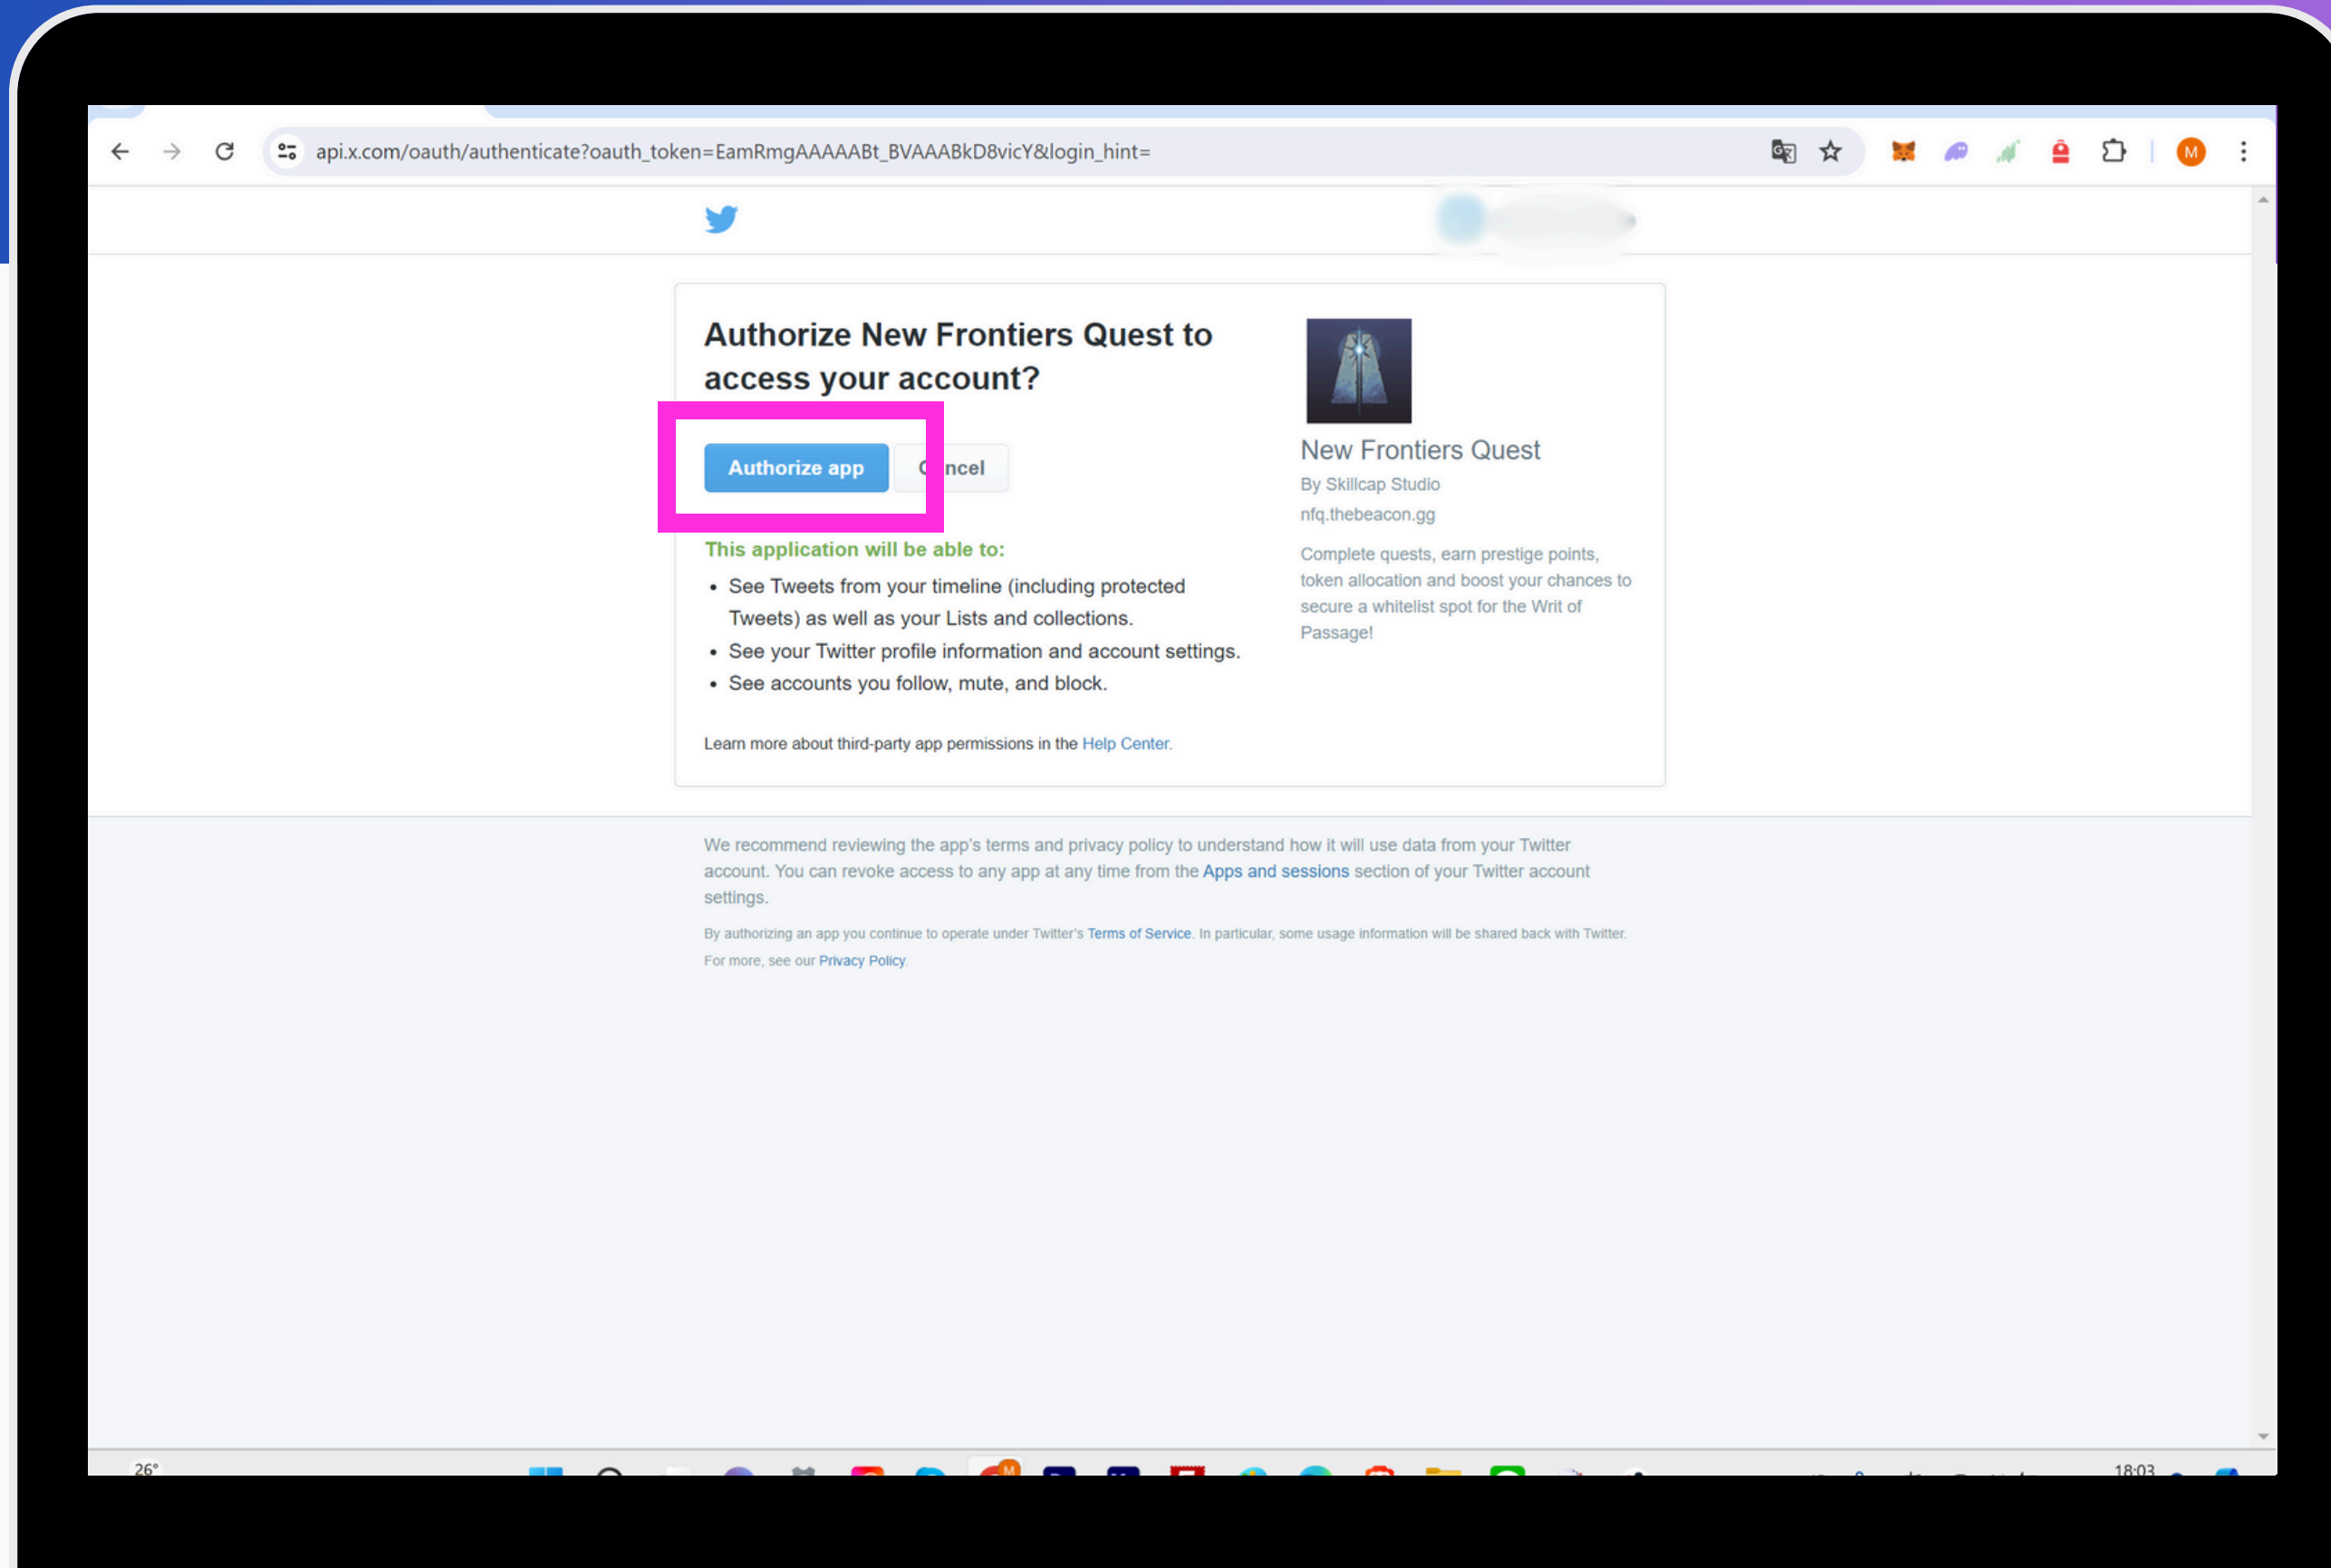 api.x.com/oauth/authenticate?oauth_token=EamRmgAAAAABt_BVAAABkD8vicY&login_hint=
M
Authorize New Frontiers Quest to
access your account?
Authorize app
This application will be able to:
• See Tweets from your timeline (including protected
Tweets) as well as your Lists and collections.
• See your Twitter profile information and account settings.
• See accounts you follow, mute, and block.
Learn more about third-party app permissions in the Help Center.
New Frontiers Quest
By Skillcap Studio
nfq.thebeacon.gg
Complete quests, earn prestige points,
token allocation and boost your chances to
secure a whitelist spot for the Writ of
Passage!
We recommend reviewing the app's terms and privacy policy to understand how it will use data from your Twitter
account. You can revoke access to any app at any time from the Apps and sessions section of your Twitter account
settings.
By authorizing an app you continue to operate under Twitter's Terms of Service. In particular, some usage information will be shared back with Twitter.
For more, see our Privacy Policy.
26°
18:03